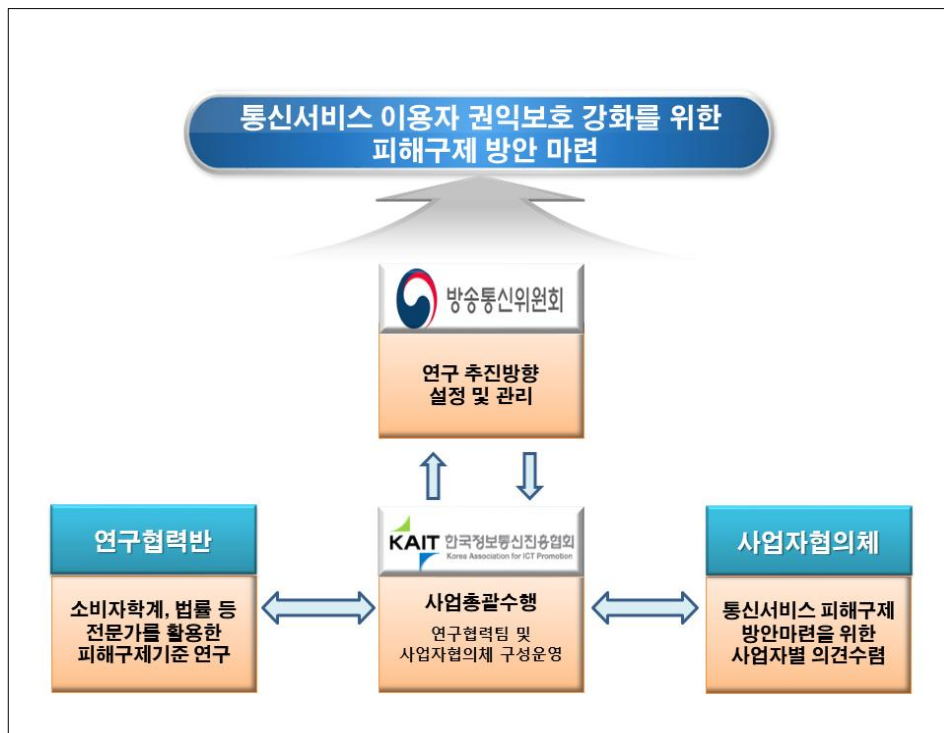 통신서비스 이용자 권익보호 강화를 위한
피해구제 방안 마련
방송통신위원회
연구 추진방향
설정 및 관리
연구협력반
소비자학계, 법률 등
전문가를 활용한
피해구제기준 연구
KAIT 한국정보통신진흥협회
Korea Association for ICT Promotion
사업총괄수행
연구협력팀 및
사업자협의체 구성운영
사업자협의체
통신서비스 피해구제
방안마련을 위한
사업자별 의견수렴